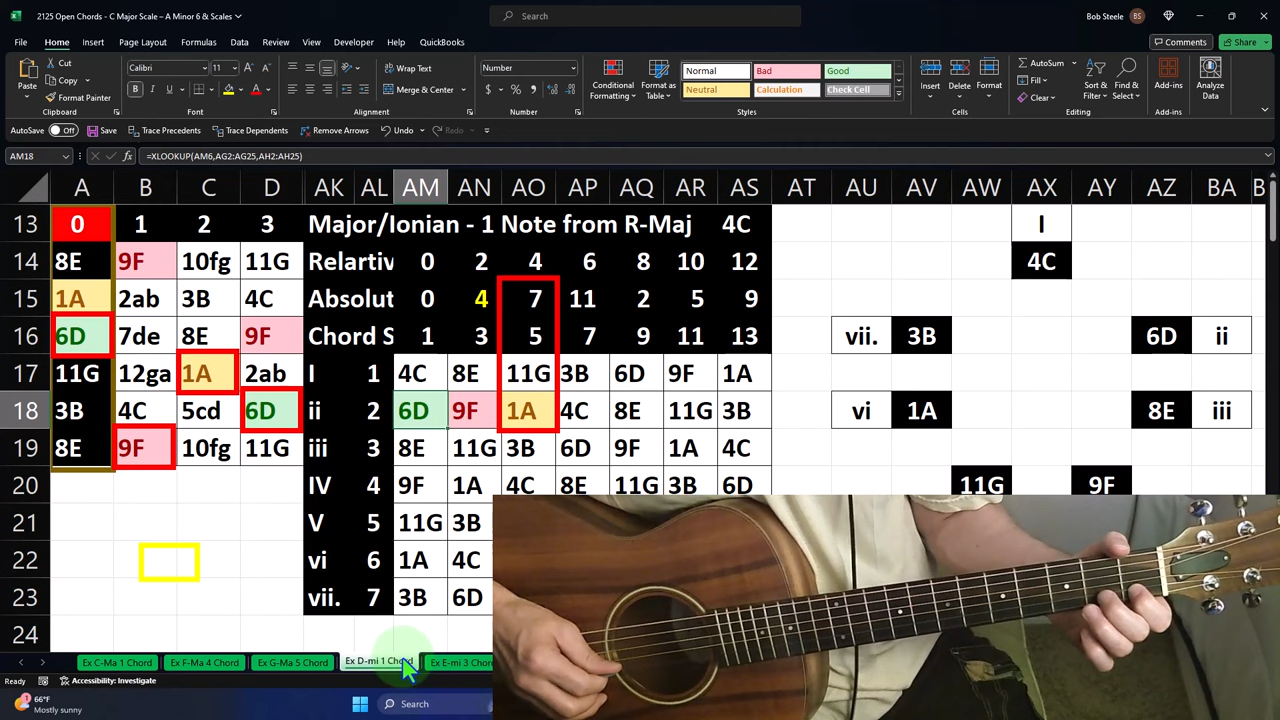 2125 Open Chords - C Major Scale – A Minor 6 & Scales
Search
Bob Steele BS
File Home Insert Page Layout Formulas Data Review View Developer Help QuickBooks Comments Share
Cut
Copy
Format Painter
Paste
Clipboard
Calibri 11
B I U
Font
Wrap Text
Merge & Center
Alignment
Number
$ % 9
Number
Conditional Formatting
Format as Table
Normal Bad Good
Neutral Calculation Check Cell
Styles
Insert Delete Format
Cells
AutoSum
Fill
Clear
Sort & Filter
Find & Select
Editing
Add-ins
Add-ins
Analyze Data
AutoSave Off Save Trace Precedents Trace Dependents Remove Arrows Undo Redo
AM18 fx =XLOOKUP(AM6,AG2:AG25,AH2:AH25)
A B C D AK AL AM AN AO AP AQ AR AS AT AU AV AW AX AY AZ BA B
13 0 1 2 3 Major/Ionian - 1 Note from R-Maj 4C I
14 8E 9F 10fg 11G Relartiv 0 2 4 6 8 10 12 4C
15 1A 2ab 3B 4C Absolut 0 4 7 11 2 5 9
16 6D 7de 8E 9F Chord S 1 3 5 7 9 11 13 vii. 3B 6D ii
17 11G 12ga 1A 2ab I 1 4C 8E 11G 3B 6D 9F 1A
18 3B 4C 5cd 6D ii 2 6D 9F 1A 4C 8E 11G 3B vi 1A 8E iii
19 8E 9F 10fg 11G iii 3 8E 11G 3B 6D 9F 1A 4C
20 IV 4 9F 1A 4C 8E 11G 3B 6D 11G 9F
21 V 5 11G 3B
22 vi 6 1A 4C
23 vii. 7 3B 6D
24
Ex C-Ma 1 Chord Ex F-Ma 4 Chord Ex G-Ma 5 Chord Ex D-mi 1 Chord Ex E-mi 3 Chord
Ready Accessibility: Investigate
66°F
Mostly sunny
Search